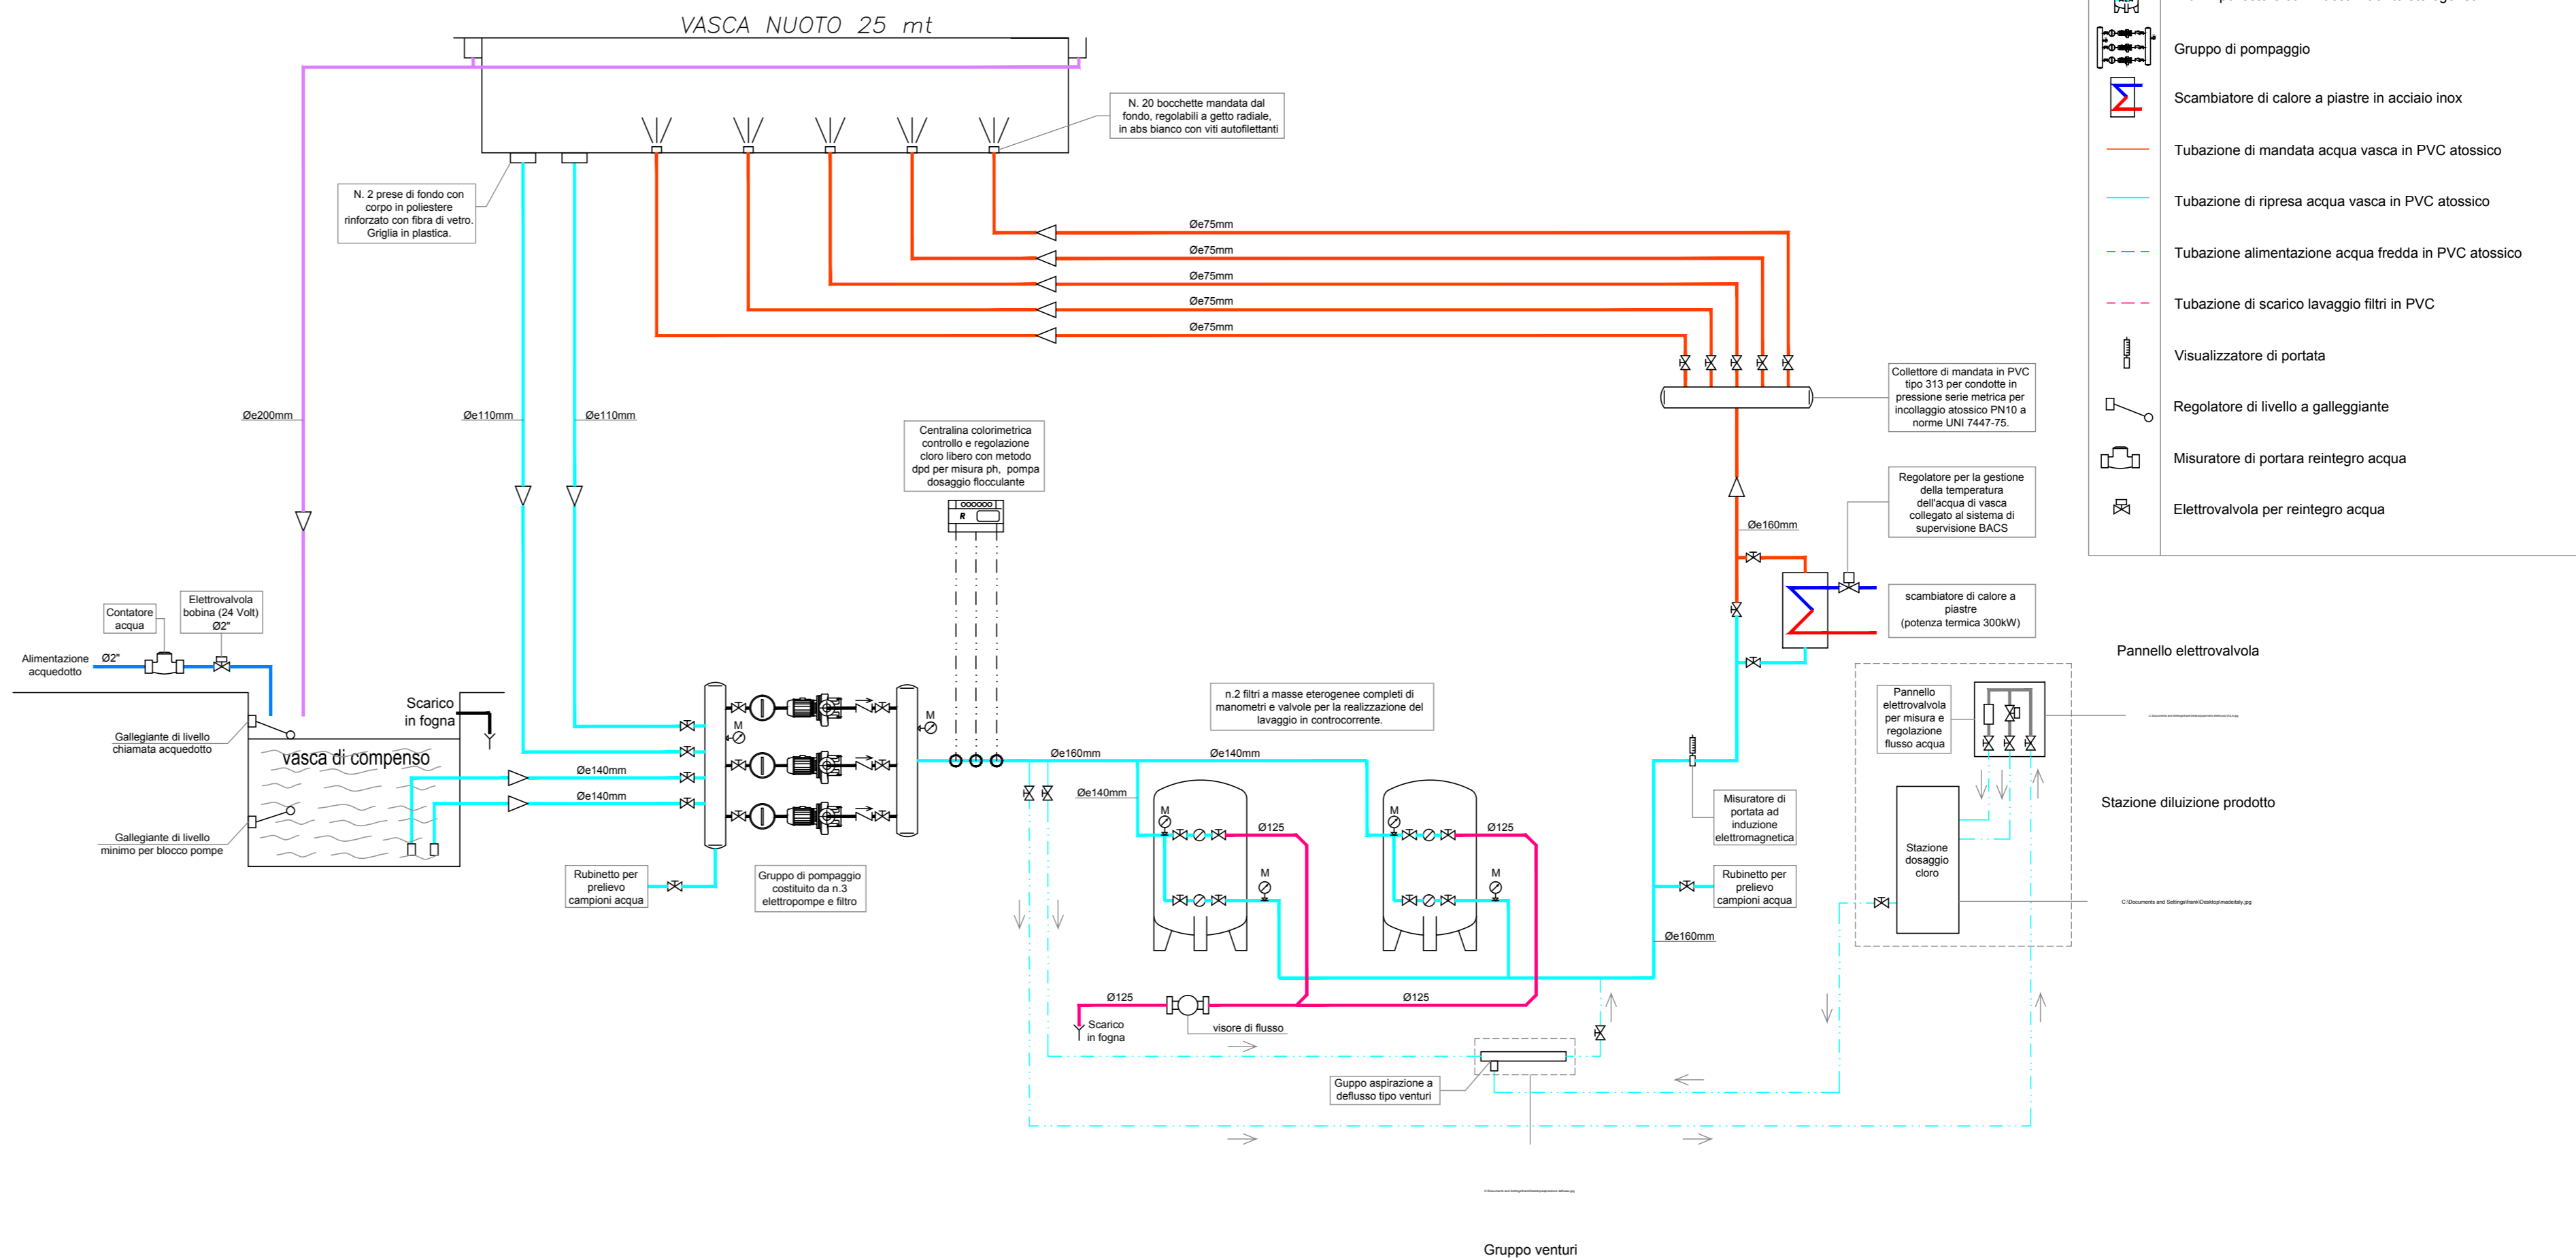 VASCA NUOTO 25 mt
N. 20 bocchette mandata dal
fondo, regolabili a getto radiale,
in abs bianco con viti autofilettanti
N. 2 prese di fondo con
corpo in poliestere
rinforzato con fibra di vetro.
Griglia in plastica.
Øe75mm
Øe75mm
Øe75mm
Øe75mm
Øe75mm
Øe200mm
Øe110mm
Øe110mm
Centralina colorimetrica
controllo e regolazione
cloro libero con metodo
dpd per misura ph, pompa
dosaggio flocculante
R
Collettore di mandata in PVC
tipo 313 per condotte in
pressione serie metrica per
incollaggio atossico PN10 a
norme UNI 7447-75.
Regolatore per la gestione
della temperatura
dell'acqua di vasca
collegato al sistema di
supervisione BACS
Øe160mm
scambiatore di calore a
piastre
(potenza termica 300kW)
Gruppo di pompaggio
Scambiatore di calore a piastre in acciaio inox
Tubazione di mandata acqua vasca in PVC atossico
Tubazione di ripresa acqua vasca in PVC atossico
Tubazione alimentazione acqua fredda in PVC atossico
Tubazione di scarico lavaggio filtri in PVC
Visualizzatore di portata
Regolatore di livello a galleggiante
Misuratore di portara reintegro acqua
Elettrovalvola per reintegro acqua
Contatore
acqua
Elettrovalvola
bobina (24 Volt)
Ø2"
Alimentazione
acquedotto
Ø2"
Gallegiante di livello
chiamata acquedotto
Scarico
in fogna
vasca di compenso
Øe140mm
Øe140mm
Gallegiante di livello
minimo per blocco pompe
M
M
Rubinetto per
prelievo
campioni acqua
Gruppo di pompaggio
costituito da n.3
elettropompe e filtro
n.2 filtri a masse eterogenee completi di
manometri e valvole per la realizzazione del
lavaggio in controcorrente.
Øe160mm
Øe140mm
Øe140mm
M
Ø125
M
M
Ø125
M
Ø125
Ø125
Scarico
in fogna
visore di flusso
Guppo aspirazione a
deflusso tipo venturi
Misuratore di
portata ad
induzione
elettromagnetica
Rubinetto per
prelievo
campioni acqua
Øe160mm
Pannello elettrovalvola
Pannello
elettrovalvola
per misura e
regolazione
flusso acqua
Stazione diluizione prodotto
Stazione
dosaggio
cloro
C:\Documents and Settings\frank\Desktop\madeitaly.jpg
Gruppo venturi